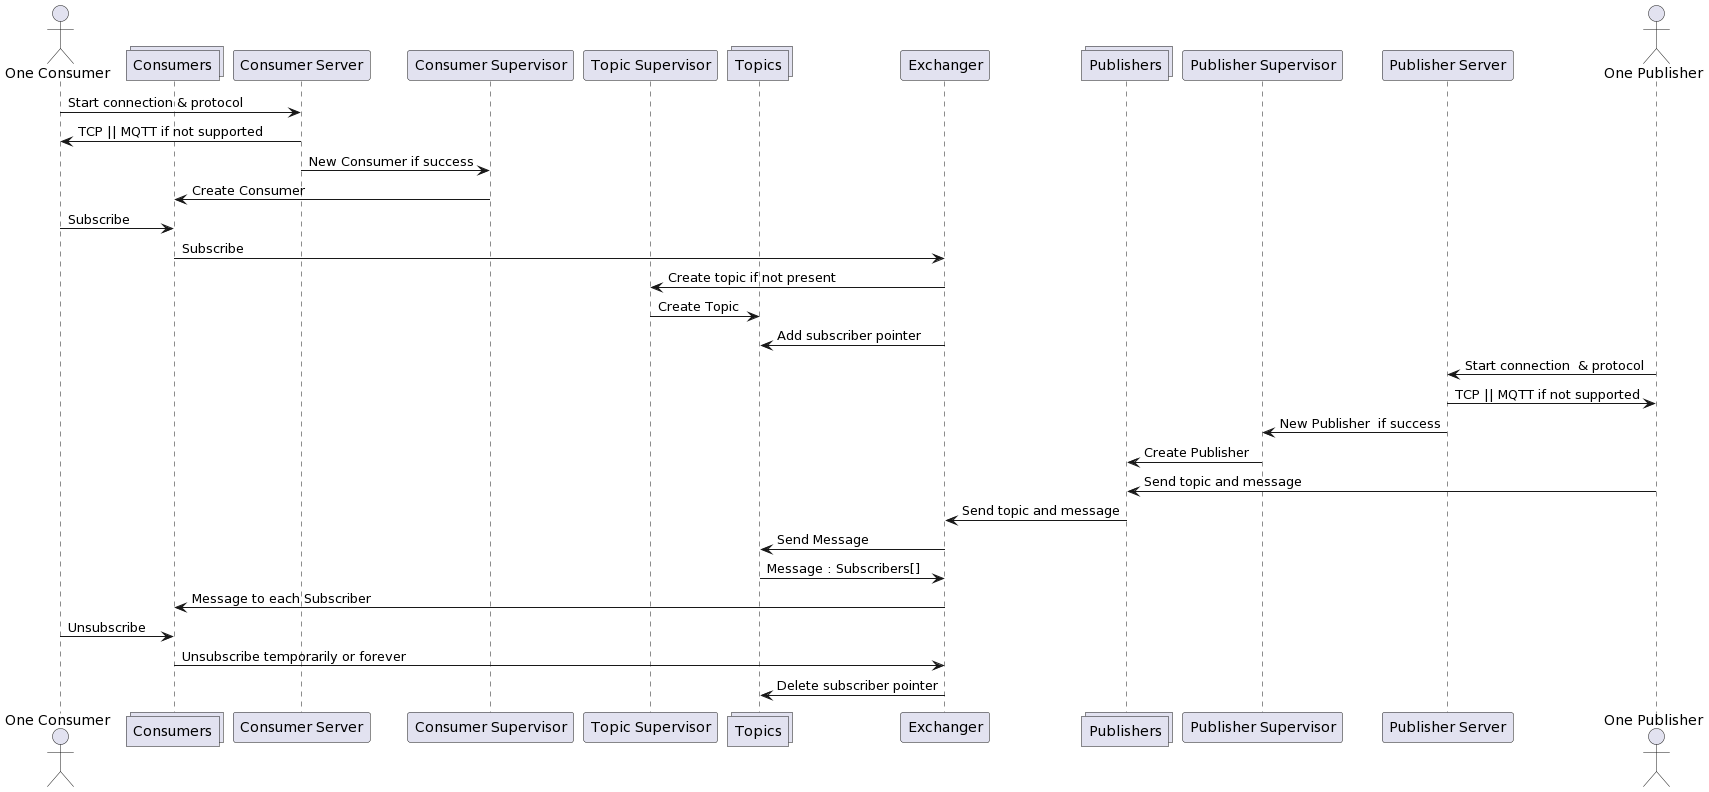 One Consumer
Consumers
Consumer Server
Consumer Supervisor
Topic Supervisor
Topics
Exchanger
Publishers
Publisher Supervisor
Publisher Server
One Publisher
Start connection & protocol
TCP || MQTT if not supported
New Consumer if success
Create Consumer
Subscribe
Subscribe
Create topic if not present
Create Topic
Add subscriber pointer
Start connection  & protocol
TCP || MQTT if not supported
New Publisher  if success
Create Publisher
Send topic and message
Send topic and message
Send Message
Message : Subscribers[]
Message to each Subscriber
Unsubscribe
Unsubscribe temporarily or forever
Delete subscriber pointer
One Consumer
Consumers
Consumer Server
Consumer Supervisor
Topic Supervisor
Topics
Exchanger
Publishers
Publisher Supervisor
Publisher Server
One Publisher